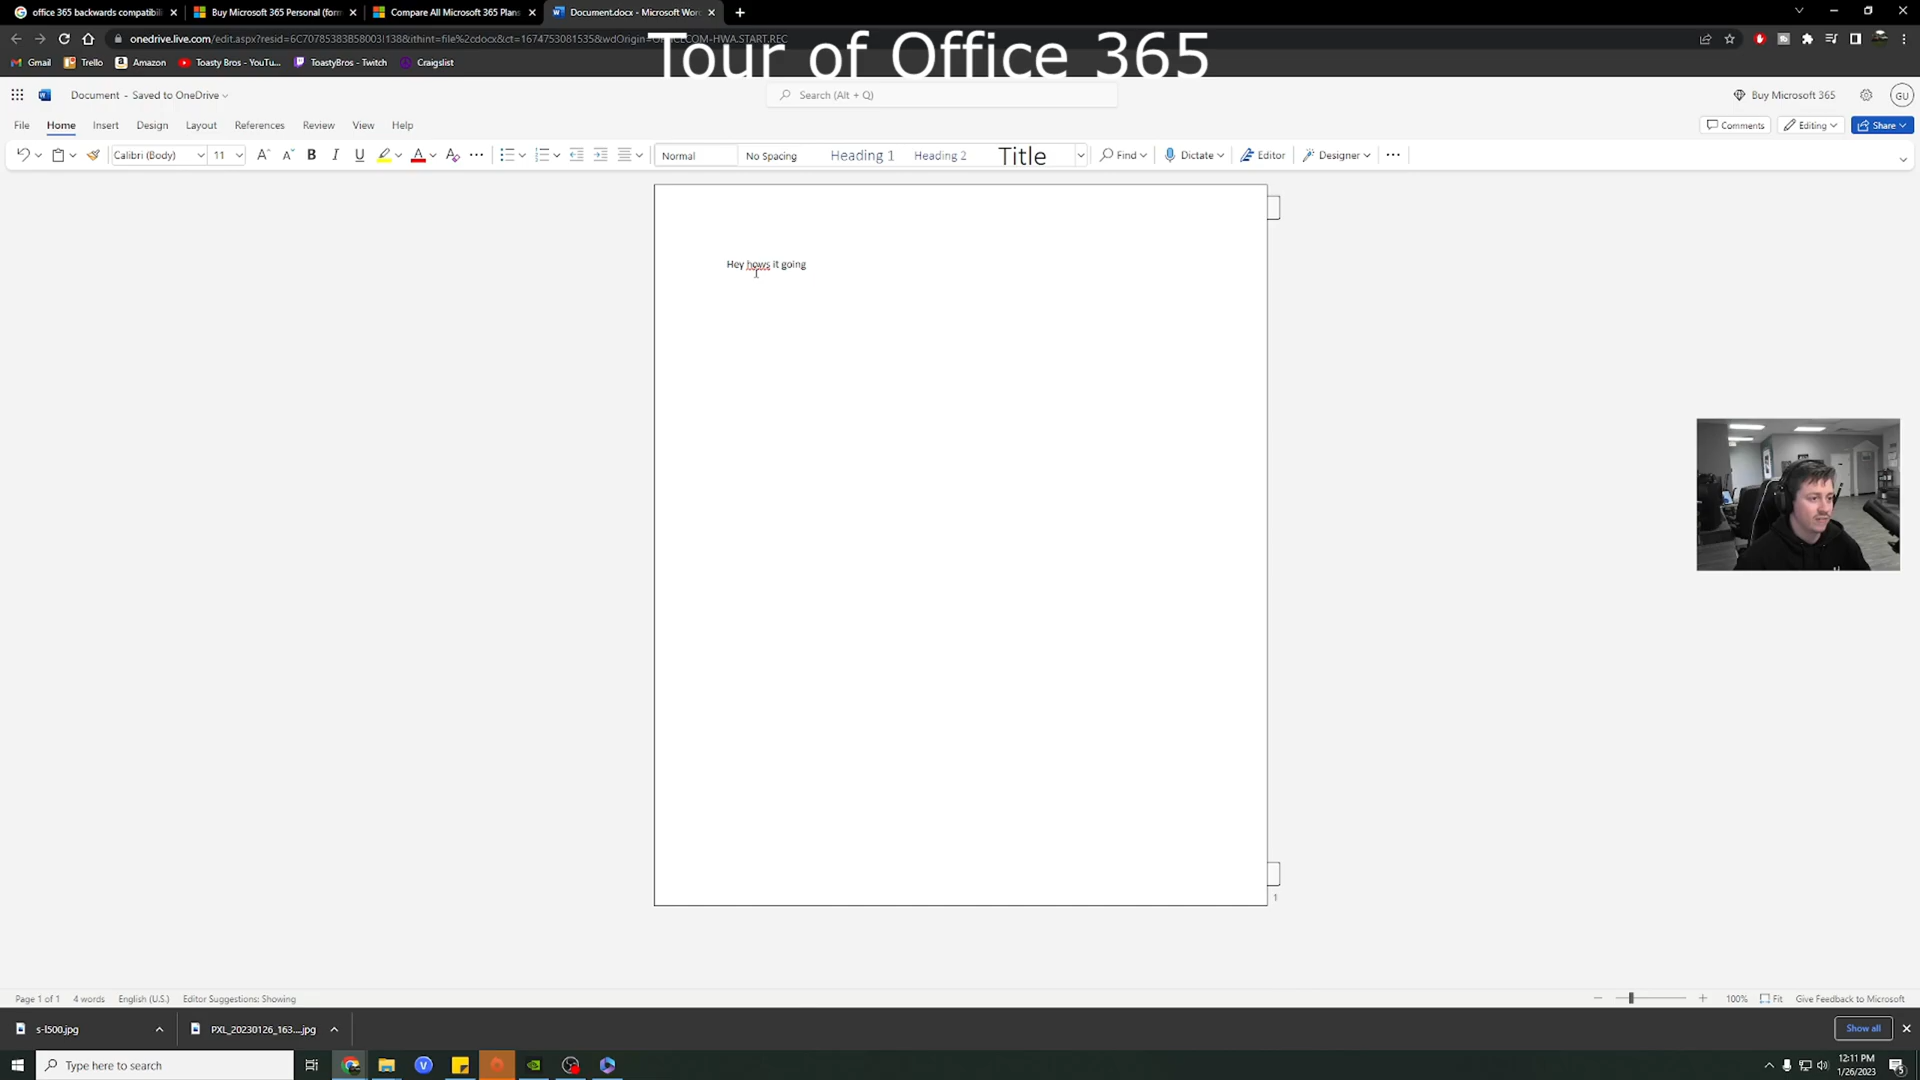 office 365 backwards compatibili
Buy Microsoft 365 Personal (form
Compare All Microsoft 365 Plans
Document.docx - Microsoft Wor
Tour of Office 365
Gmail
Trello
Amazon
Toasty Bros - YouTu...
ToastyBros - Twitch
Craigslist
Document - Saved to OneDrive
Search (Alt + Q)
Buy Microsoft 365
GU
File Home Insert Design Layout References Review View Help
Comments
Editing
Share
Calibri (Body) 11
B I U
Normal
No Spacing
Heading 1
Heading 2
Title
Find
Dictate
Editor
Designer
Hey hows it going
1
Page 1 of 1
4 words
English (U.S.)
Editor Suggestions: Showing
100%
Fit
Give Feedback to Microsoft
s-l500.jpg
PXL_20230126_163....jpg
Show all
Type here to search
12:11 PM
1/26/2023